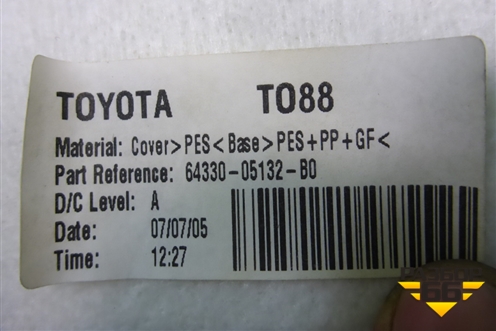 TOYOTA TO88
Material: Cover>PES<Base>PES+PP+GF<
Part Reference: 64330-05132-B0
D/C Level: A
Date: 07/07/05
Time: 12:27